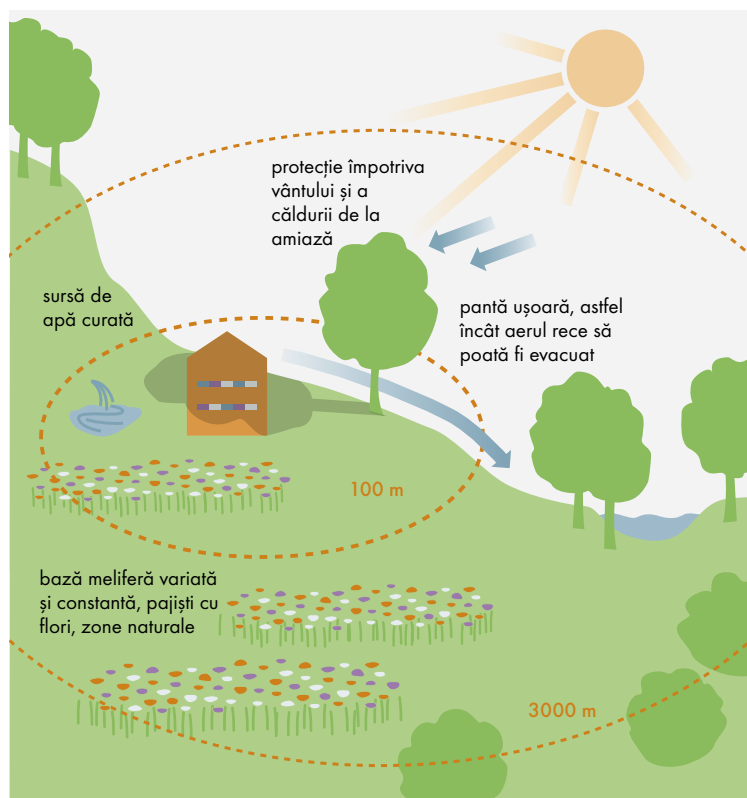 protecție împotriva
vântului și a
căldurii de la
amiază
sursă de
apă curată
pantă ușoară, astfel
încât aerul rece să
poată fi evacuat
100 m
bază meliferă variată
și constantă, pajiști cu
flori, zone naturale
3000 m